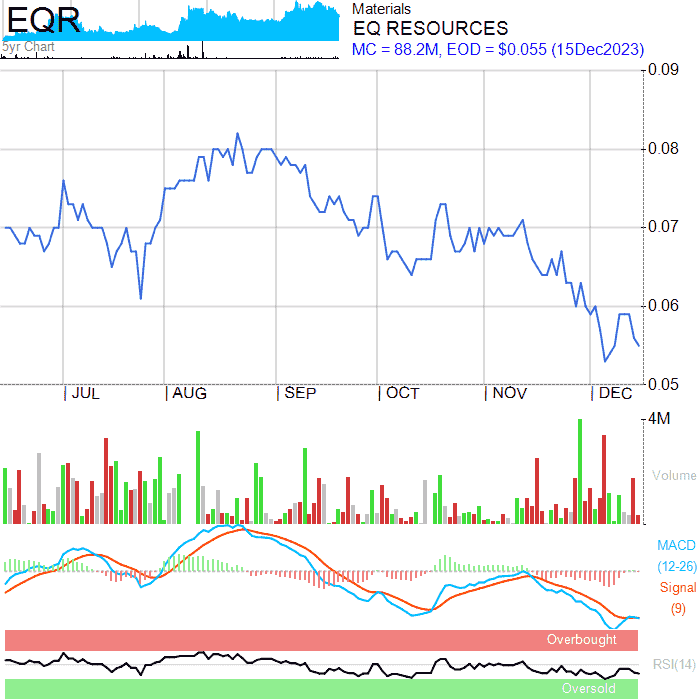 EQR
5yr Chart
Materials
EQ RESOURCES
MC = 88.2M, EOD = $0.055 (15Dec2023)
0.09
0.08
0.07
0.06
0.05
JUL AUG SEP OCT NOV DEC
4M
Volume
MACD
(12-26)
Signal
(9)
Overbought
RSI(14)
Oversold